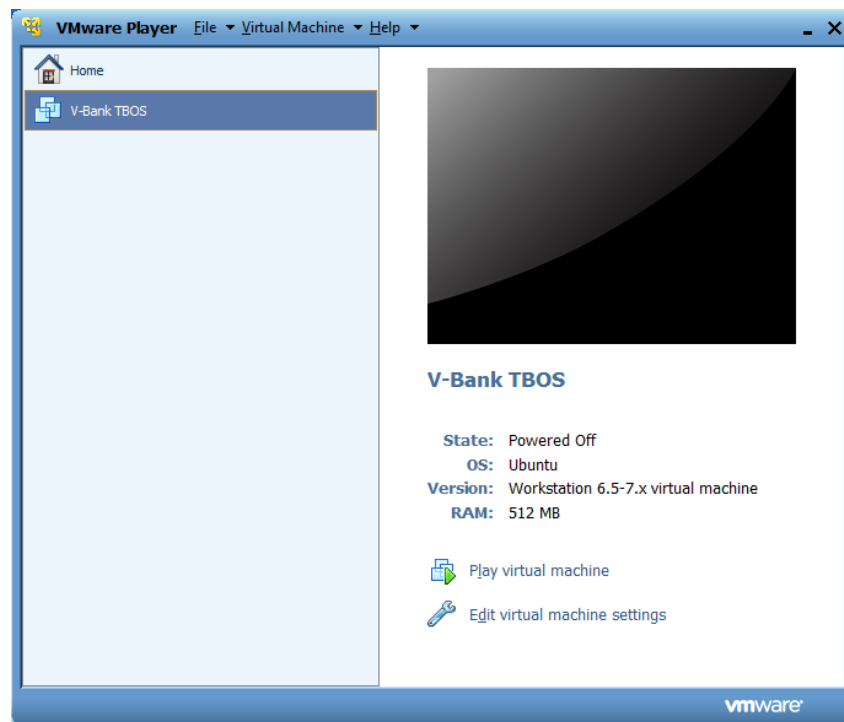 VMware Player File Virtual Machine Help
Home
V-Bank TBOS
V-Bank TBOS
State: Powered Off
OS: Ubuntu
Version: Workstation 6.5-7.x virtual machine
RAM: 512 MB
Play virtual machine
Edit virtual machine settings
vmware